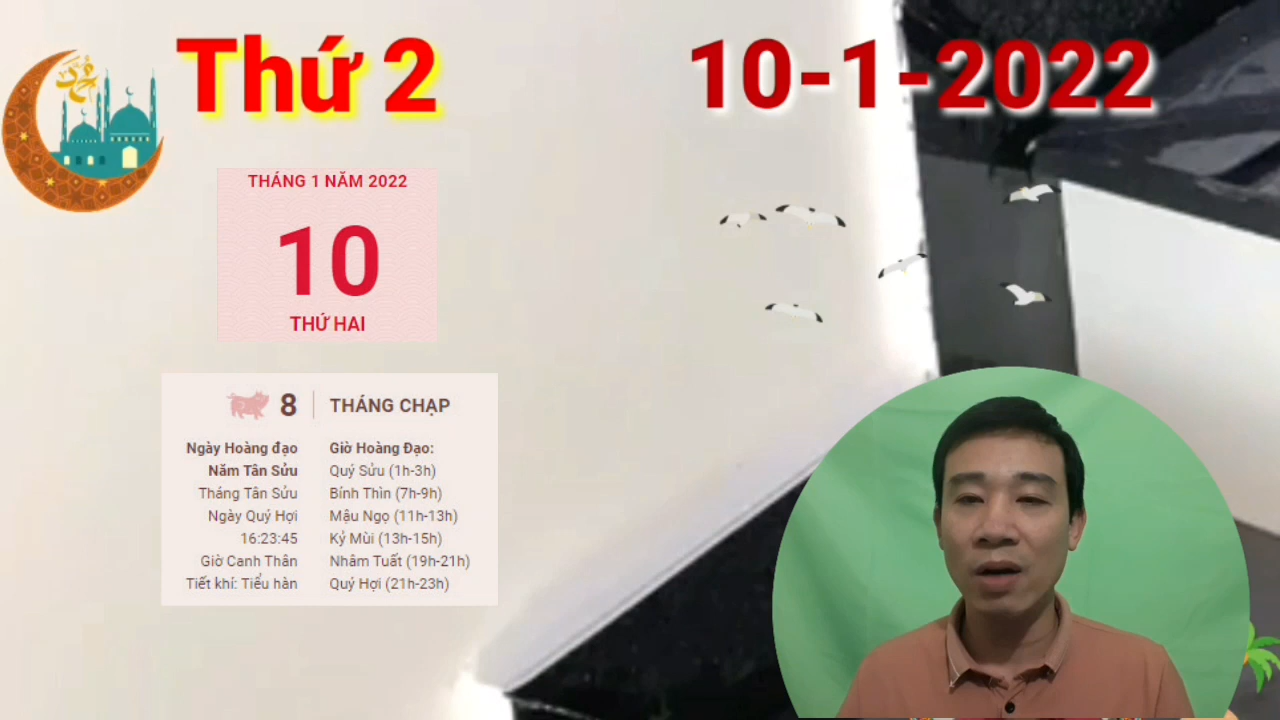 Thứ 2
10-1-2022
THÁNG 1 NĂM 2022
10
THỨ HAI
8 THÁNG CHẠP
Ngày Hoàng đạo
Năm Tân Sửu
Tháng Tân Sửu
Ngày Quý Hợi
16:23:45
Giờ Canh Thân
Tiết khí: Tiểu hàn
Giờ Hoàng Đạo:
Quý Sửu (1h-3h)
Bính Thìn (7h-9h)
Mậu Ngọ (11h-13h)
Kỷ Mùi (13h-15h)
Nhâm Tuất (19h-21h)
Quý Hợi (21h-23h)